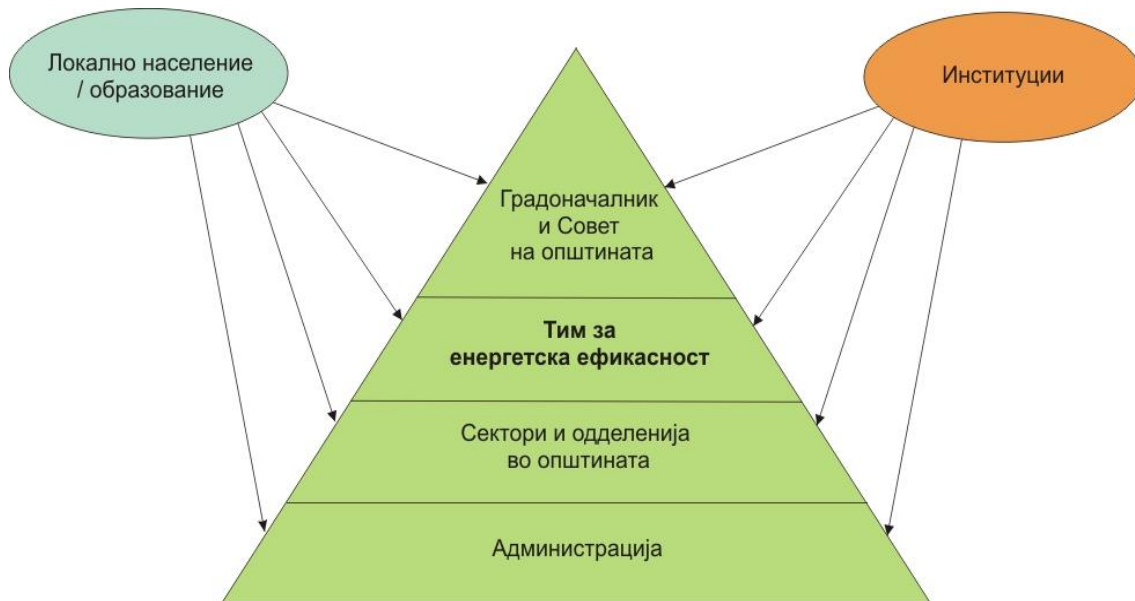 Локално население
/ образование
Институции
Градоначалник
и Совет
на општината
Тим за
енергетска ефикасност
Сектори и одделенија
во општината
Администрација